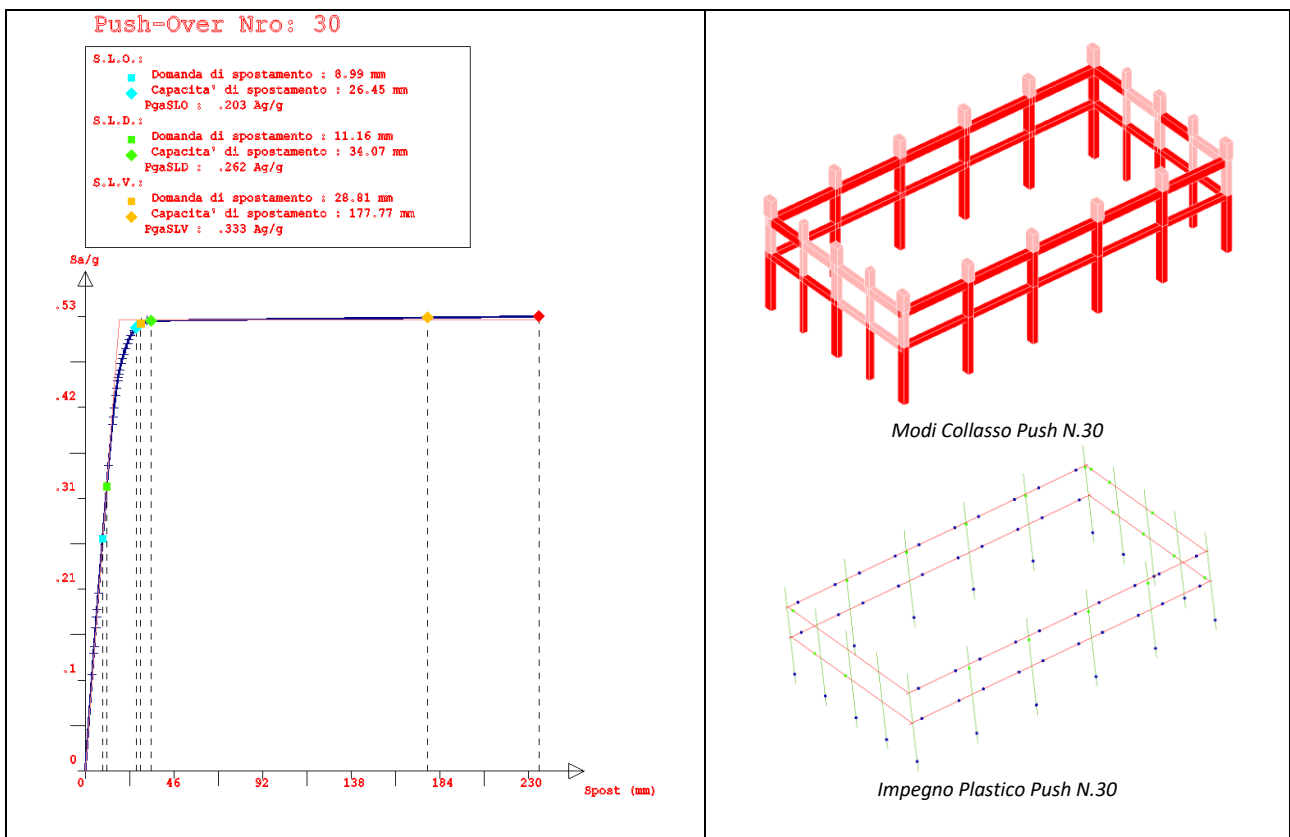 Push-Over Nro: 30
S.L.O.:
Domanda di spostamento : 8.99 mm
Capacita' di spostamento : 26.45 mm
PgaSLO : .203 Ag/g
S.L.D.:
Domanda di spostamento : 11.16 mm
Capacita' di spostamento : 34.07 mm
PgaSLD : .262 Ag/g
S.L.V.:
Domanda di spostamento : 28.81 mm
Capacita' di spostamento : 177.77 mm
PgaSLV : .333 Ag/g
Sa/g
.53
.42
.31
.21
.1
0
0 46 92 138 184 230
Spost (mm)
Modi Collasso Push N.30
Impegno Plastico Push N.30